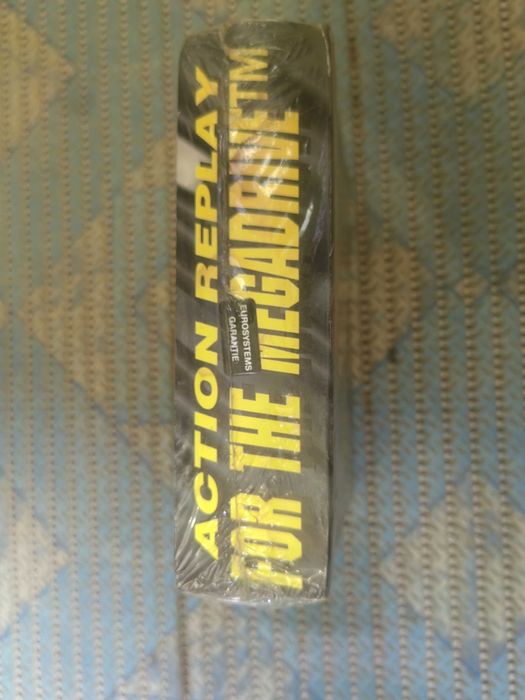 ACTION REPLAY
FOR THE MEGADRIVE™
EUROSYSTEMS
GARANTIE